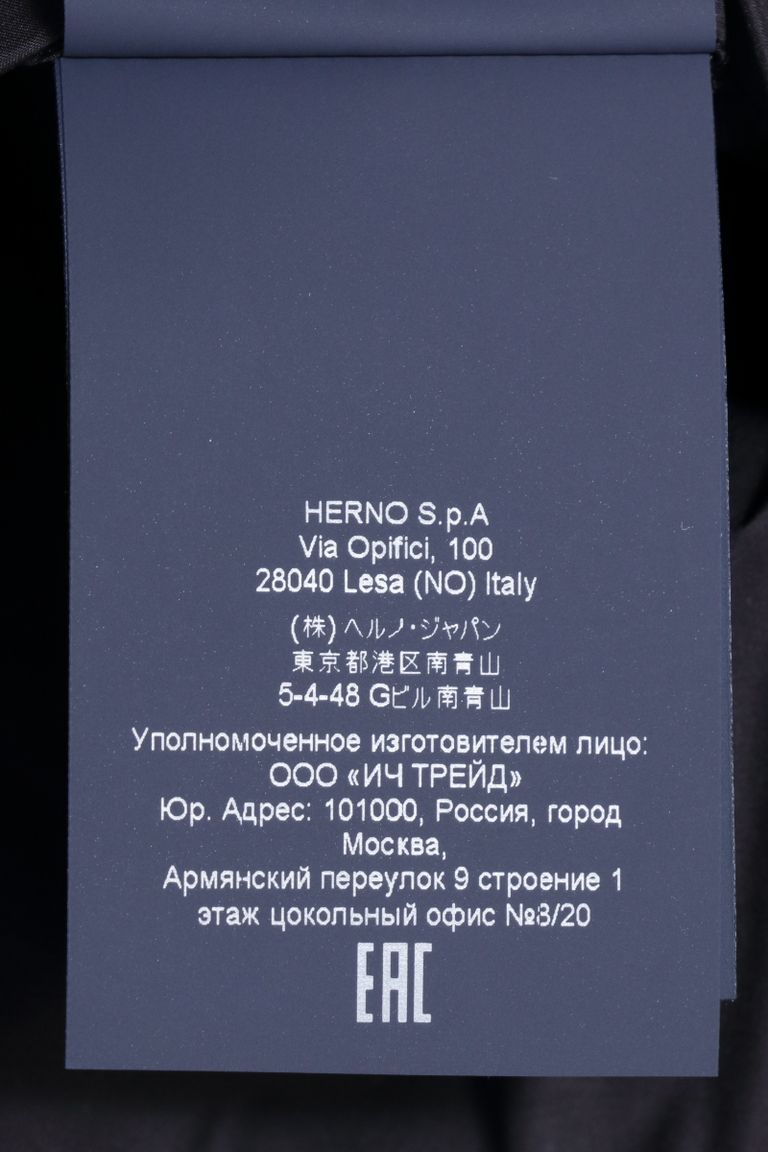 HERNO S.p.A
Via Opifici, 100
28040 Lesa (NO) Italy
(株) ヘルノ・ジャパン
東京都港区南青山
5-4-48 Gビル南青山
Уполномоченное изготовителем лицо:
ООО «ИЧ ТРЕЙД»
Юр. Адрес: 101000, Россия, город
Москва,
Армянский переулок 9 строение 1
этаж цокольный офис №8/20
EAC